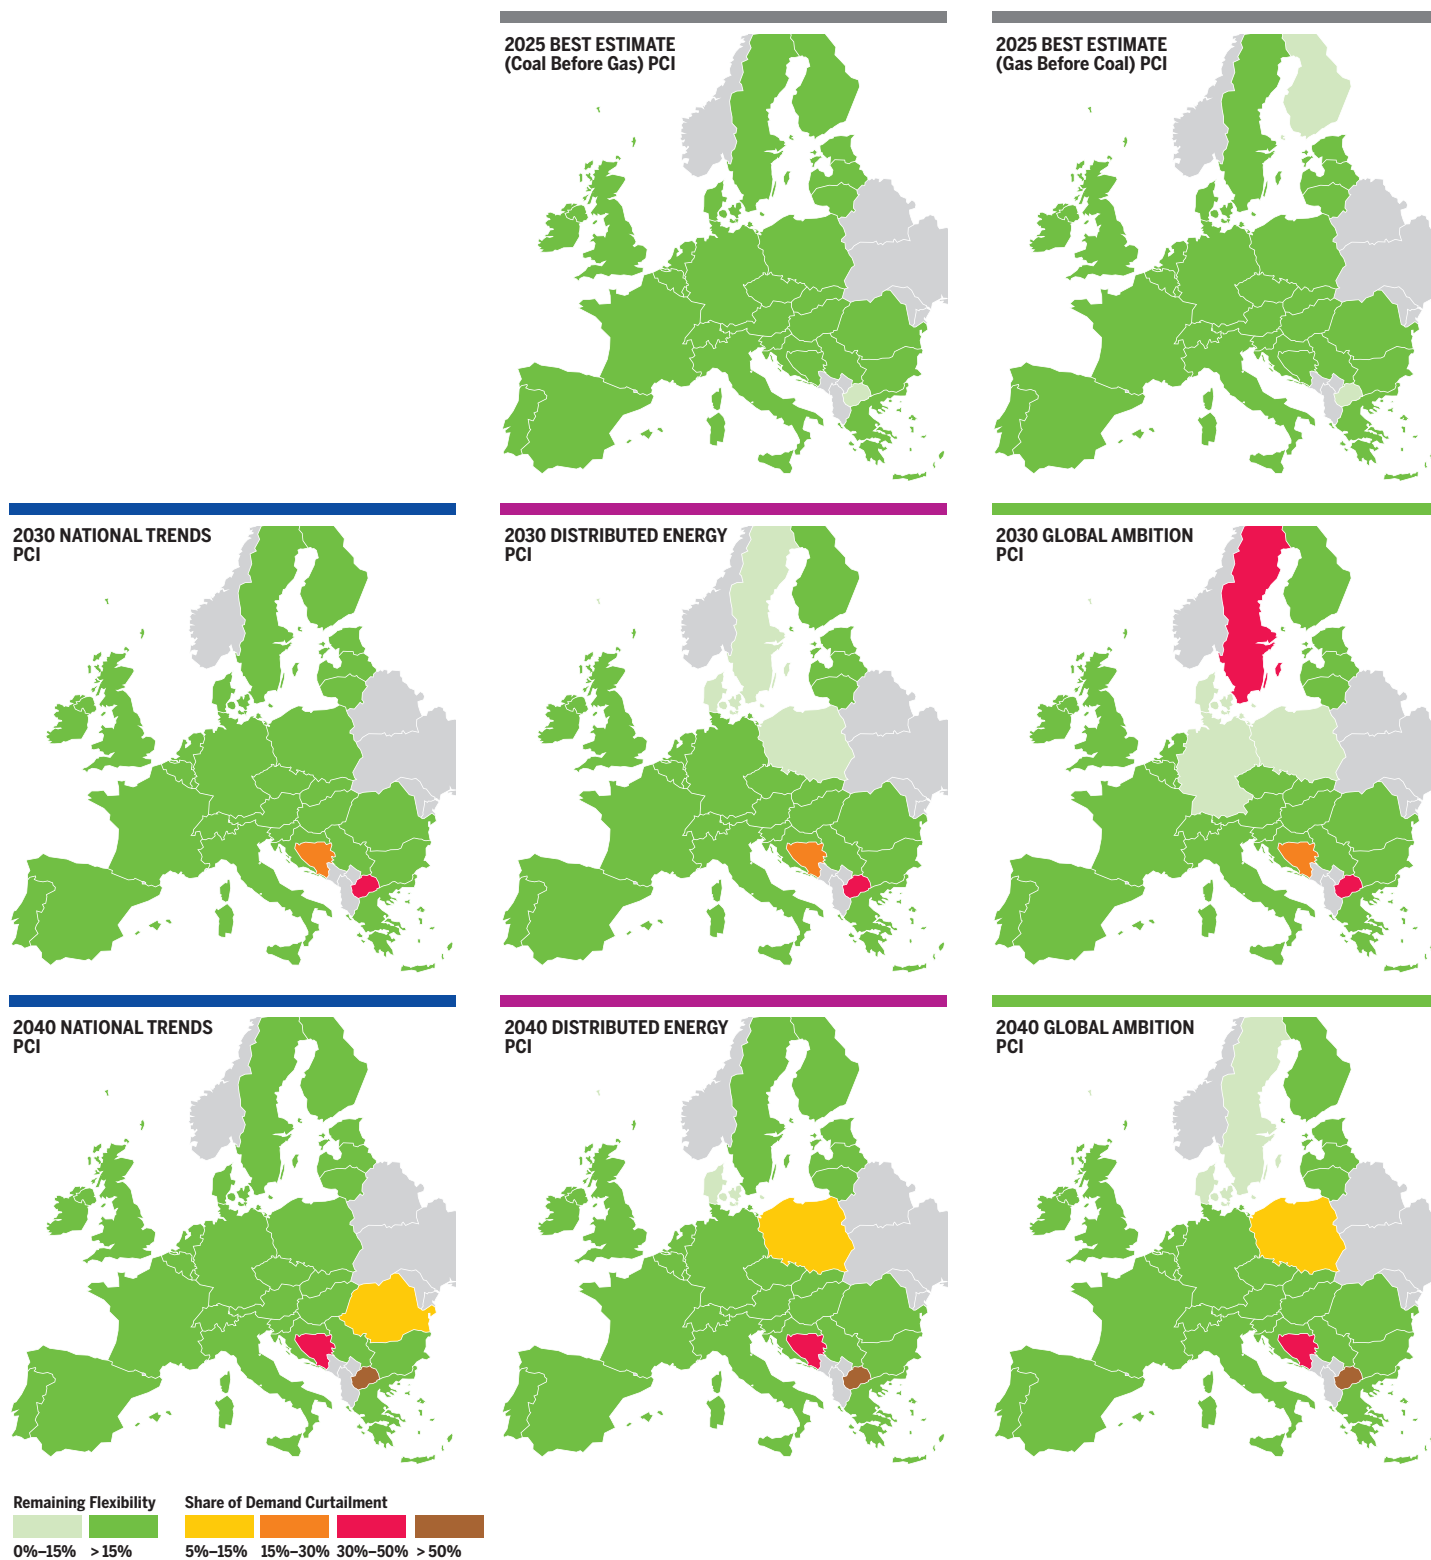 2025 BEST ESTIMATE
(Coal Before Gas) PCI
2025 BEST ESTIMATE
(Gas Before Coal) PCI
2030 NATIONAL TRENDS
PCI
2030 DISTRIBUTED ENERGY
PCI
2030 GLOBAL AMBITION
PCI
2040 NATIONAL TRENDS
PCI
2040 DISTRIBUTED ENERGY
PCI
2040 GLOBAL AMBITION
PCI
Remaining Flexibility
0%–15% > 15%
Share of Demand Curtailment
5%–15% 15%–30% 30%–50% > 50%